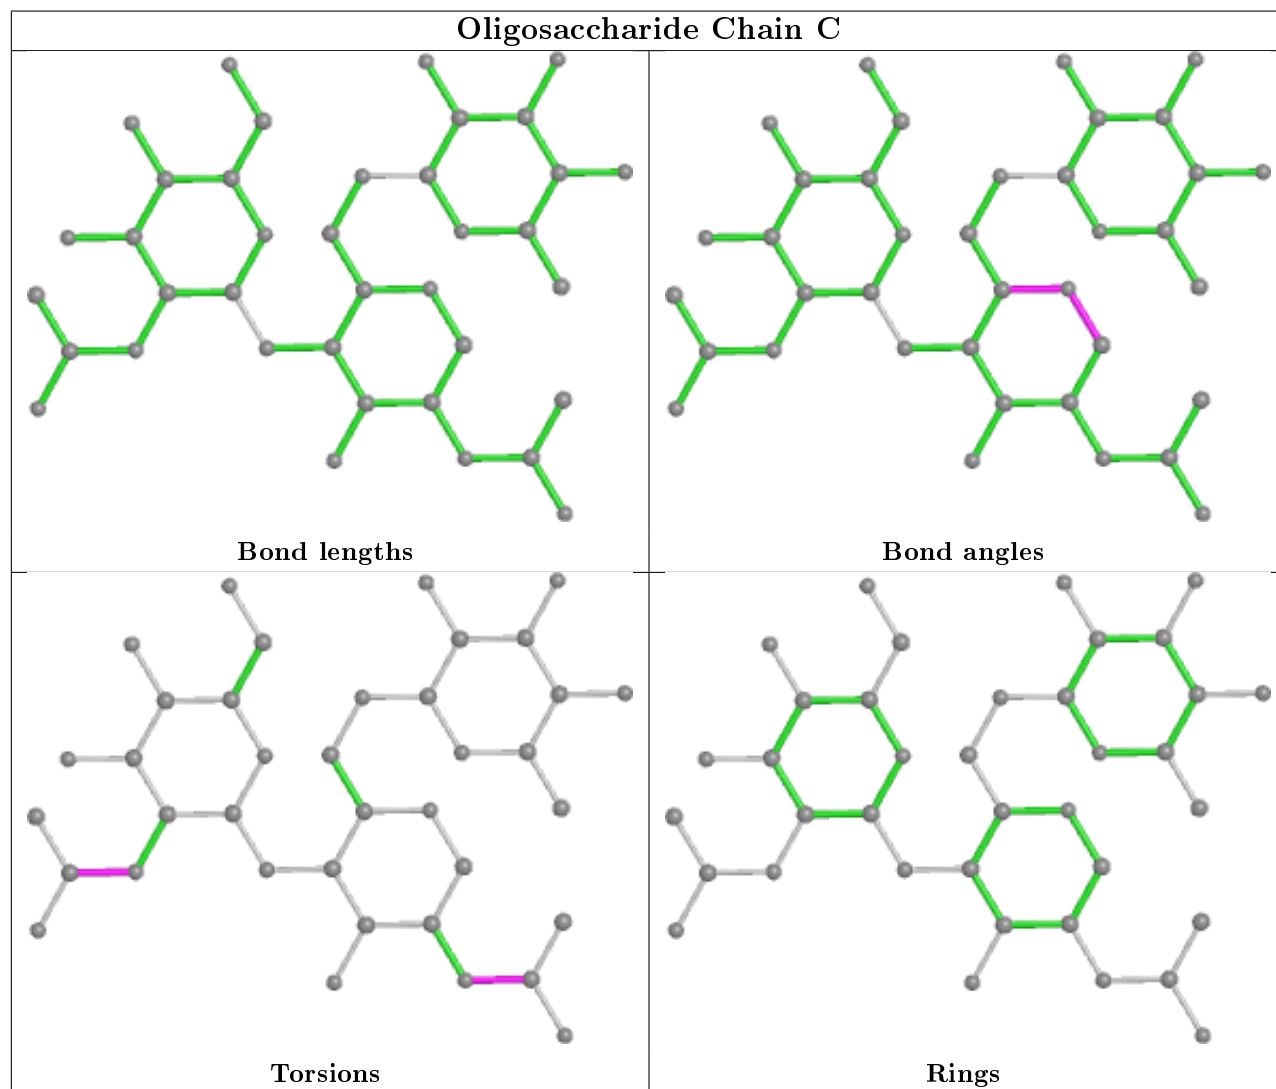 Oligosaccharide Chain C
Bond lengths
Bond angles
Torsions
Rings